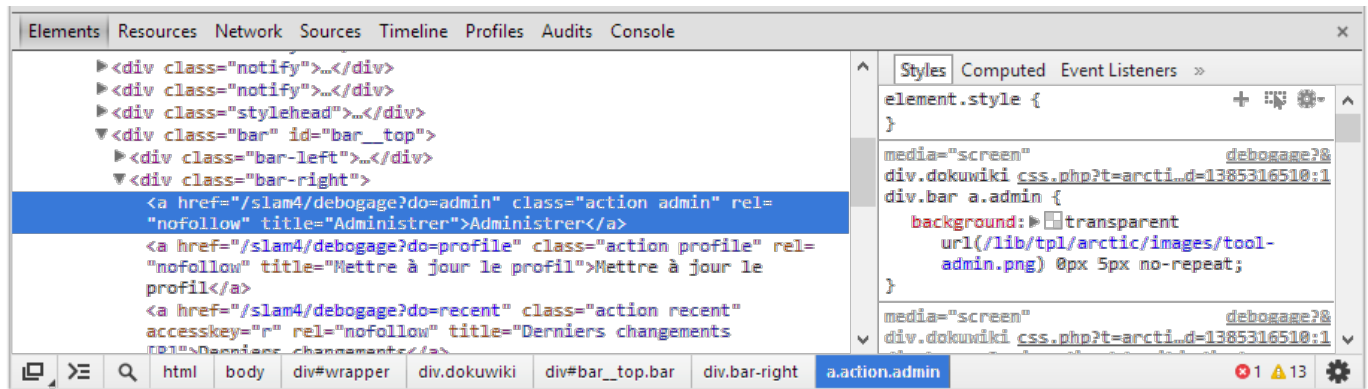 Elements Resources Network Sources Timeline Profiles Audits Console ×
▶<div class="notify">…</div>
▶<div class="notify">…</div>
▶<div class="stylehead">…</div>
▼<div class="bar" id="bar__top">
▶<div class="bar-left">…</div>
▼<div class="bar-right">
<a href="/slam4/debogage?do=admin" class="action admin" rel=
"nofollow" title="Administrer">Administrer</a>
<a href="/slam4/debogage?do=profile" class="action profile" rel=
"nofollow" title="Mettre à jour le profil">Mettre à jour le
profil</a>
<a href="/slam4/debogage?do=recent" class="action recent"
accesskey="r" rel="nofollow" title="Derniers changements
[R]">Derniers changements</a>
Styles Computed Event Listeners »
element.style {
}
media="screen" debogage?&
div.dokuwiki css.php?t=arcti…d=1385316510:1
div.bar a.admin {
background:▶transparent
url(/lib/tpl/arctic/images/tool-
admin.png) 0px 5px no-repeat;
}
media="screen" debogage?&
div.dokuwiki css.php?t=arcti…d=1385316510:1
html body div#wrapper div.dokuwiki div#bar__top.bar div.bar-right a.action.admin 1 13